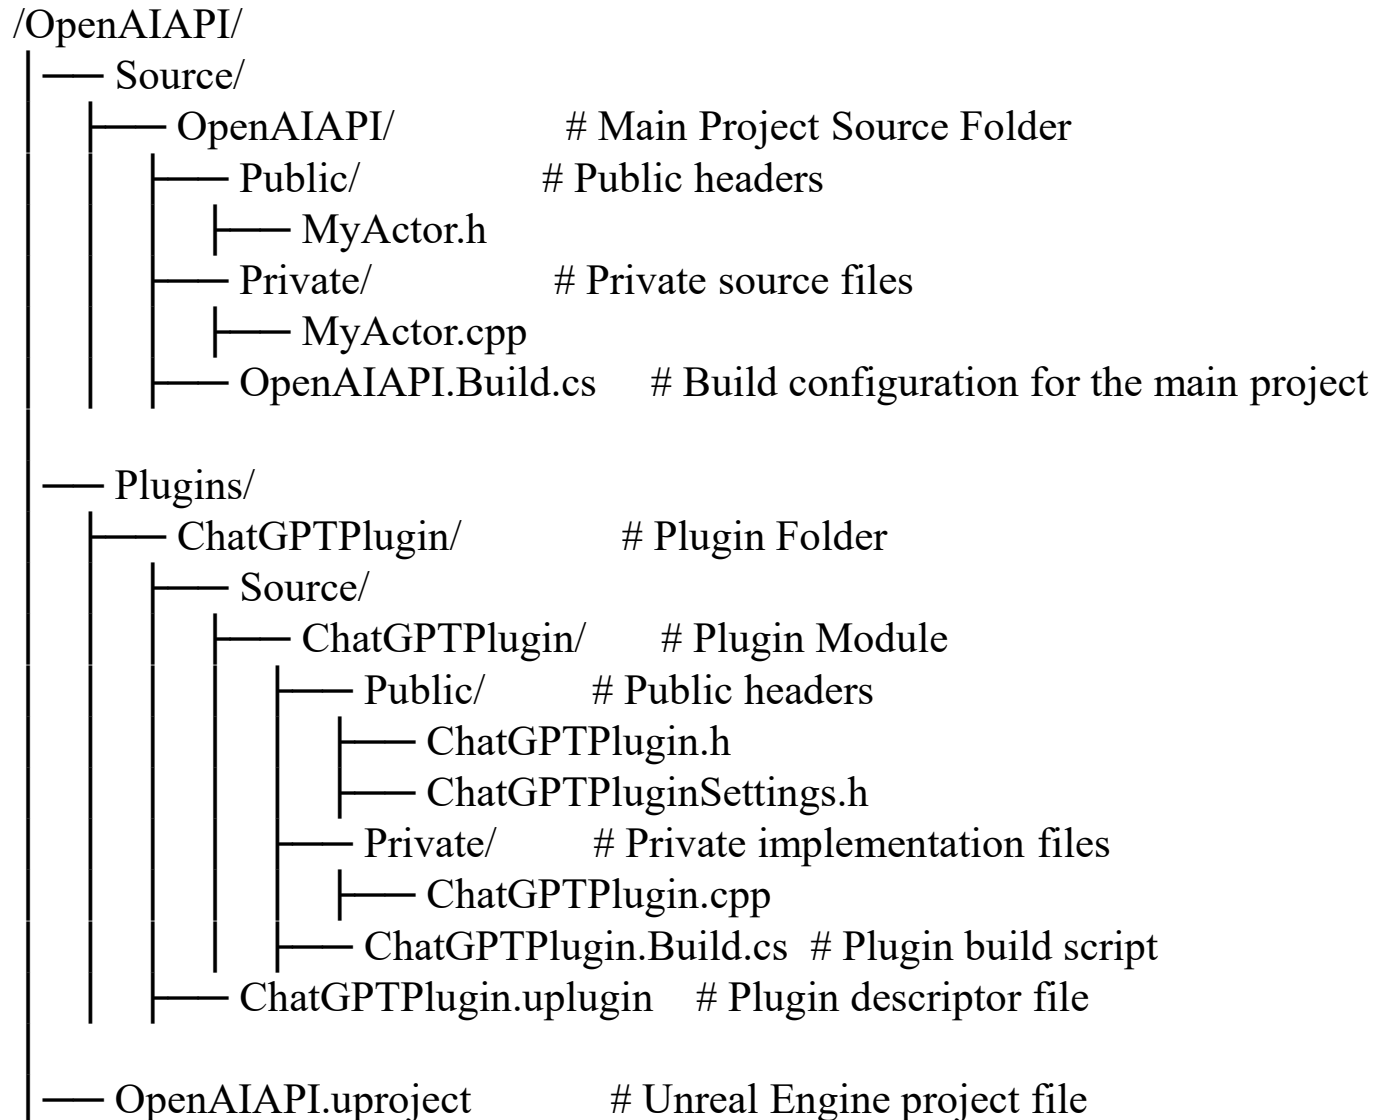 /OpenAIAPI/
Source/
OpenAIAPI/ # Main Project Source Folder
Public/ # Public headers
MyActor.h
Private/ # Private source files
MyActor.cpp
OpenAIAPI.Build.cs # Build configuration for the main project
Plugins/
ChatGPTPlugin/ # Plugin Folder
Source/
ChatGPTPlugin/ # Plugin Module
Public/ # Public headers
ChatGPTPlugin.h
ChatGPTPluginSettings.h
Private/ # Private implementation files
ChatGPTPlugin.cpp
ChatGPTPlugin.Build.cs # Plugin build script
ChatGPTPlugin.uplugin # Plugin descriptor file
OpenAIAPI.uproject # Unreal Engine project file